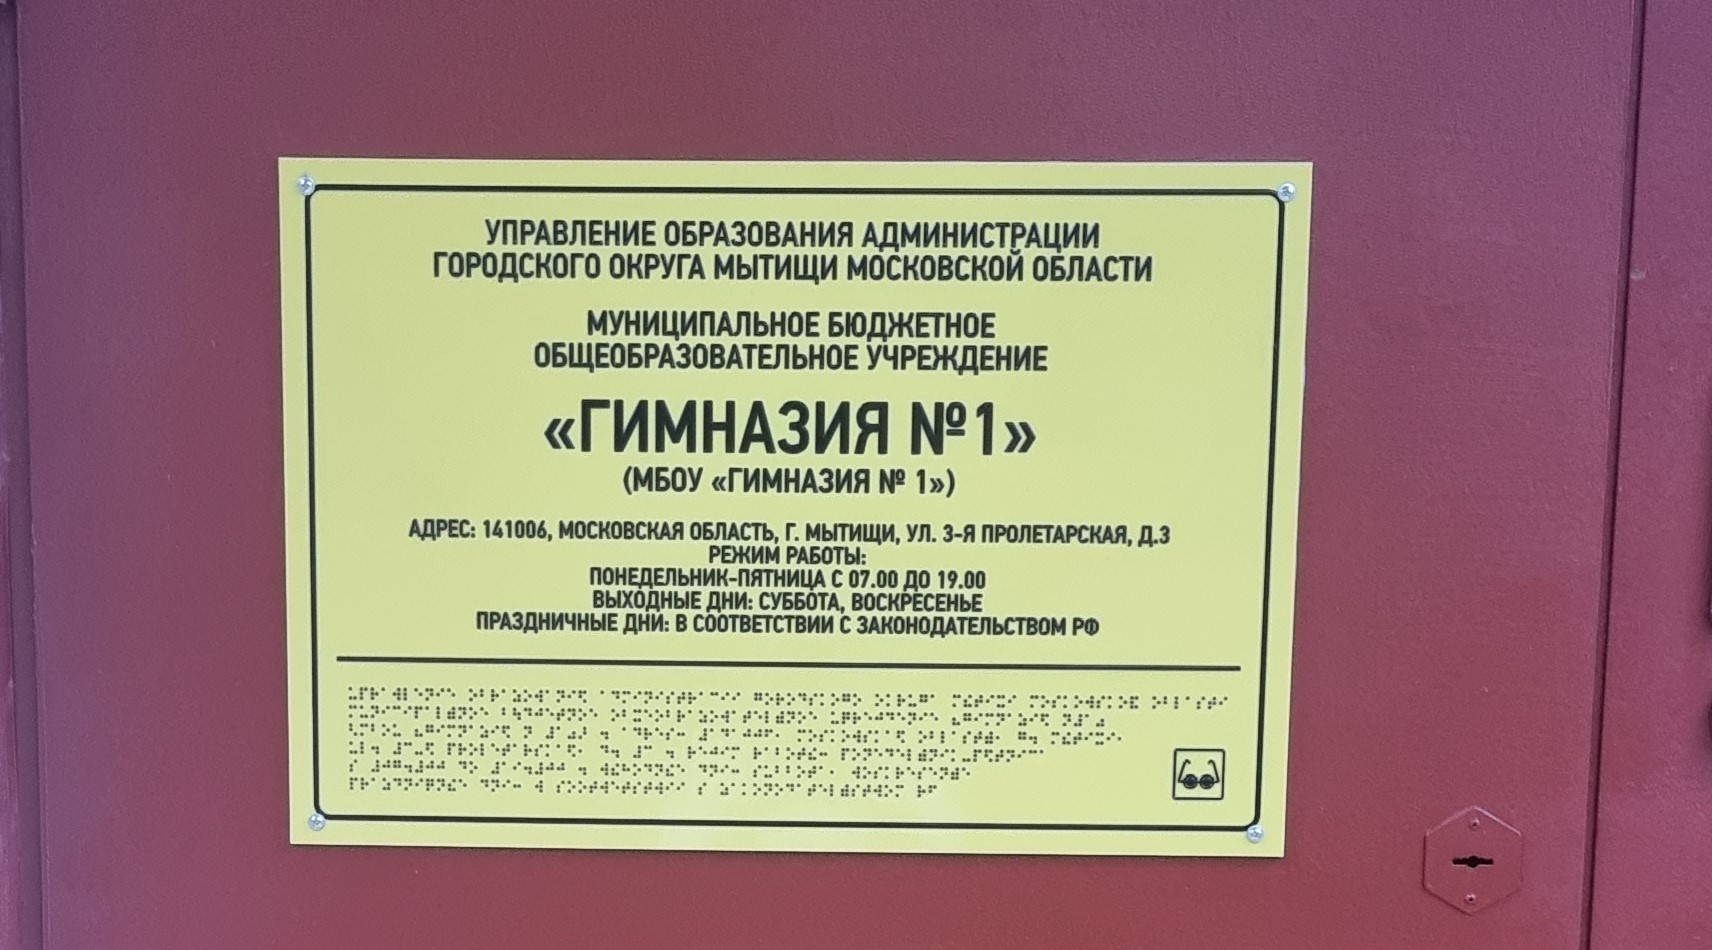 УПРАВЛЕНИЕ ОБРАЗОВАНИЯ АДМИНИСТРАЦИИ
ГОРОДСКОГО ОКРУГА МЫТИЩИ МОСКОВСКОЙ ОБЛАСТИ
МУНИЦИПАЛЬНОЕ БЮДЖЕТНОЕ
ОБЩЕОБРАЗОВАТЕЛЬНОЕ УЧРЕЖДЕНИЕ
«ГИМНАЗИЯ №1»
(МБОУ «ГИМНАЗИЯ № 1»)
АДРЕС: 141006, МОСКОВСКАЯ ОБЛАСТЬ, Г. МЫТИЩИ, УЛ. 3-Я ПРОЛЕТАРСКАЯ, Д.3
РЕЖИМ РАБОТЫ:
ПОНЕДЕЛЬНИК-ПЯТНИЦА С 07.00 ДО 19.00
ВЫХОДНЫЕ ДНИ: СУББОТА, ВОСКРЕСЕНЬЕ
ПРАЗДНИЧНЫЕ ДНИ: В СООТВЕТСТВИИ С ЗАКОНОДАТЕЛЬСТВОМ РФ